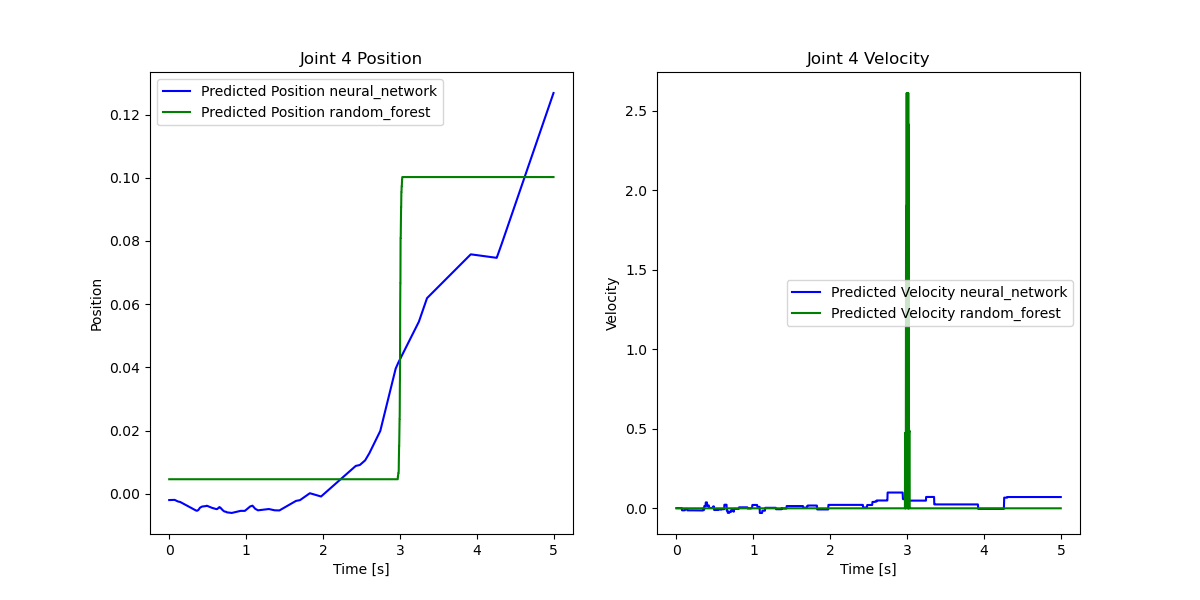 Joint 4 Position
Predicted Position neural_network
Predicted Position random_forest
0.12
0.10
0.08
0.06
0.04
0.02
0.00
Position
0 1 2 3 4 5
Time [s]
Joint 4 Velocity
2.5
2.0
1.5
1.0
0.5
0.0
Velocity
Predicted Velocity neural_network
Predicted Velocity random_forest
0 1 2 3 4 5
Time [s]